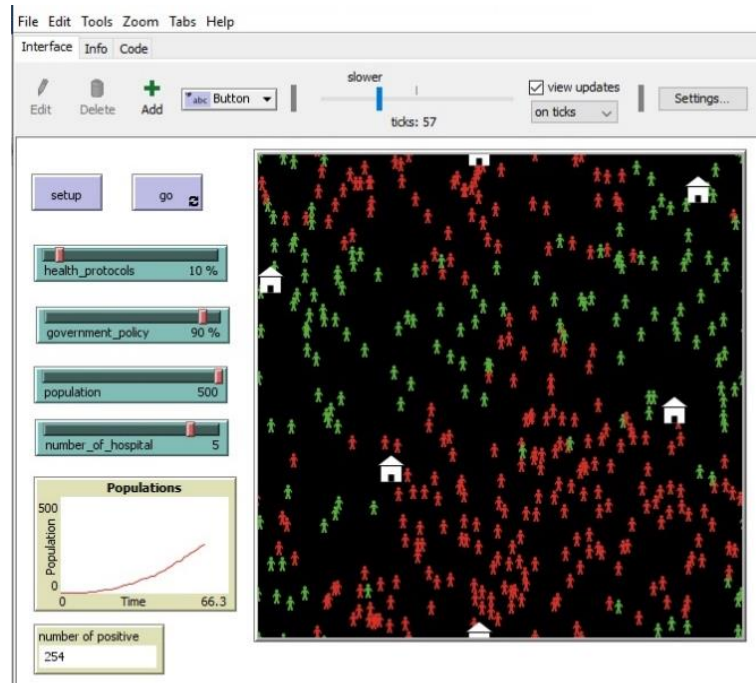 File Edit Tools Zoom Tabs Help
Interface Info Code
Edit Delete Add abc Button slower ticks: 57 view updates on ticks Settings...
setup go
health_protocols 10 %
government_policy 90 %
population 500
number_of_hospital 5
Populations
500
Population
0
0 Time 66.3
number of positive
254